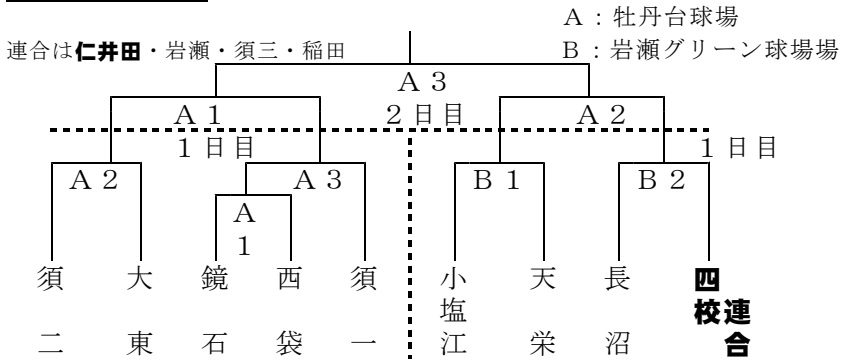 A：牡丹台球場
連合は仁井田・岩瀬・須三・稲田
B：岩瀬グリーン球場場
A3
A1
2日目
A2
1日目
1日目
A2
A3
B1
B2
A1
須二
大東
鏡石
西袋
須一
小塩江
天栄
長沼
四校連合